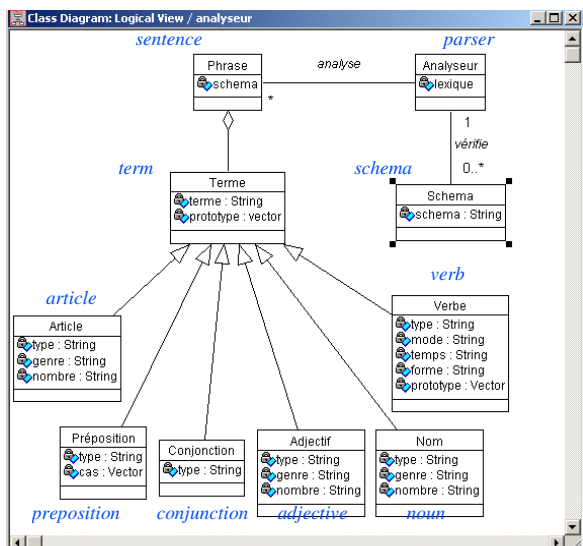 Class Diagram: Logical View / analyseur
sentence
parser
Phrase
schema
analyse
*
Analyseur
lexique
1
vérifie
0..*
term
schema
Terme
terme : String
prototype : vector
Schema
schema : String
verb
article
Article
type : String
genre : String
nombre : String
Verbe
type : String
mode : String
temps : String
forme : String
prototype : Vector
Préposition
type : String
cas : Vector
Conjonction
type : String
Adjectif
type : String
genre : String
nombre : String
Nom
type : String
genre : String
nombre : String
preposition
conjunction
adjective
noun